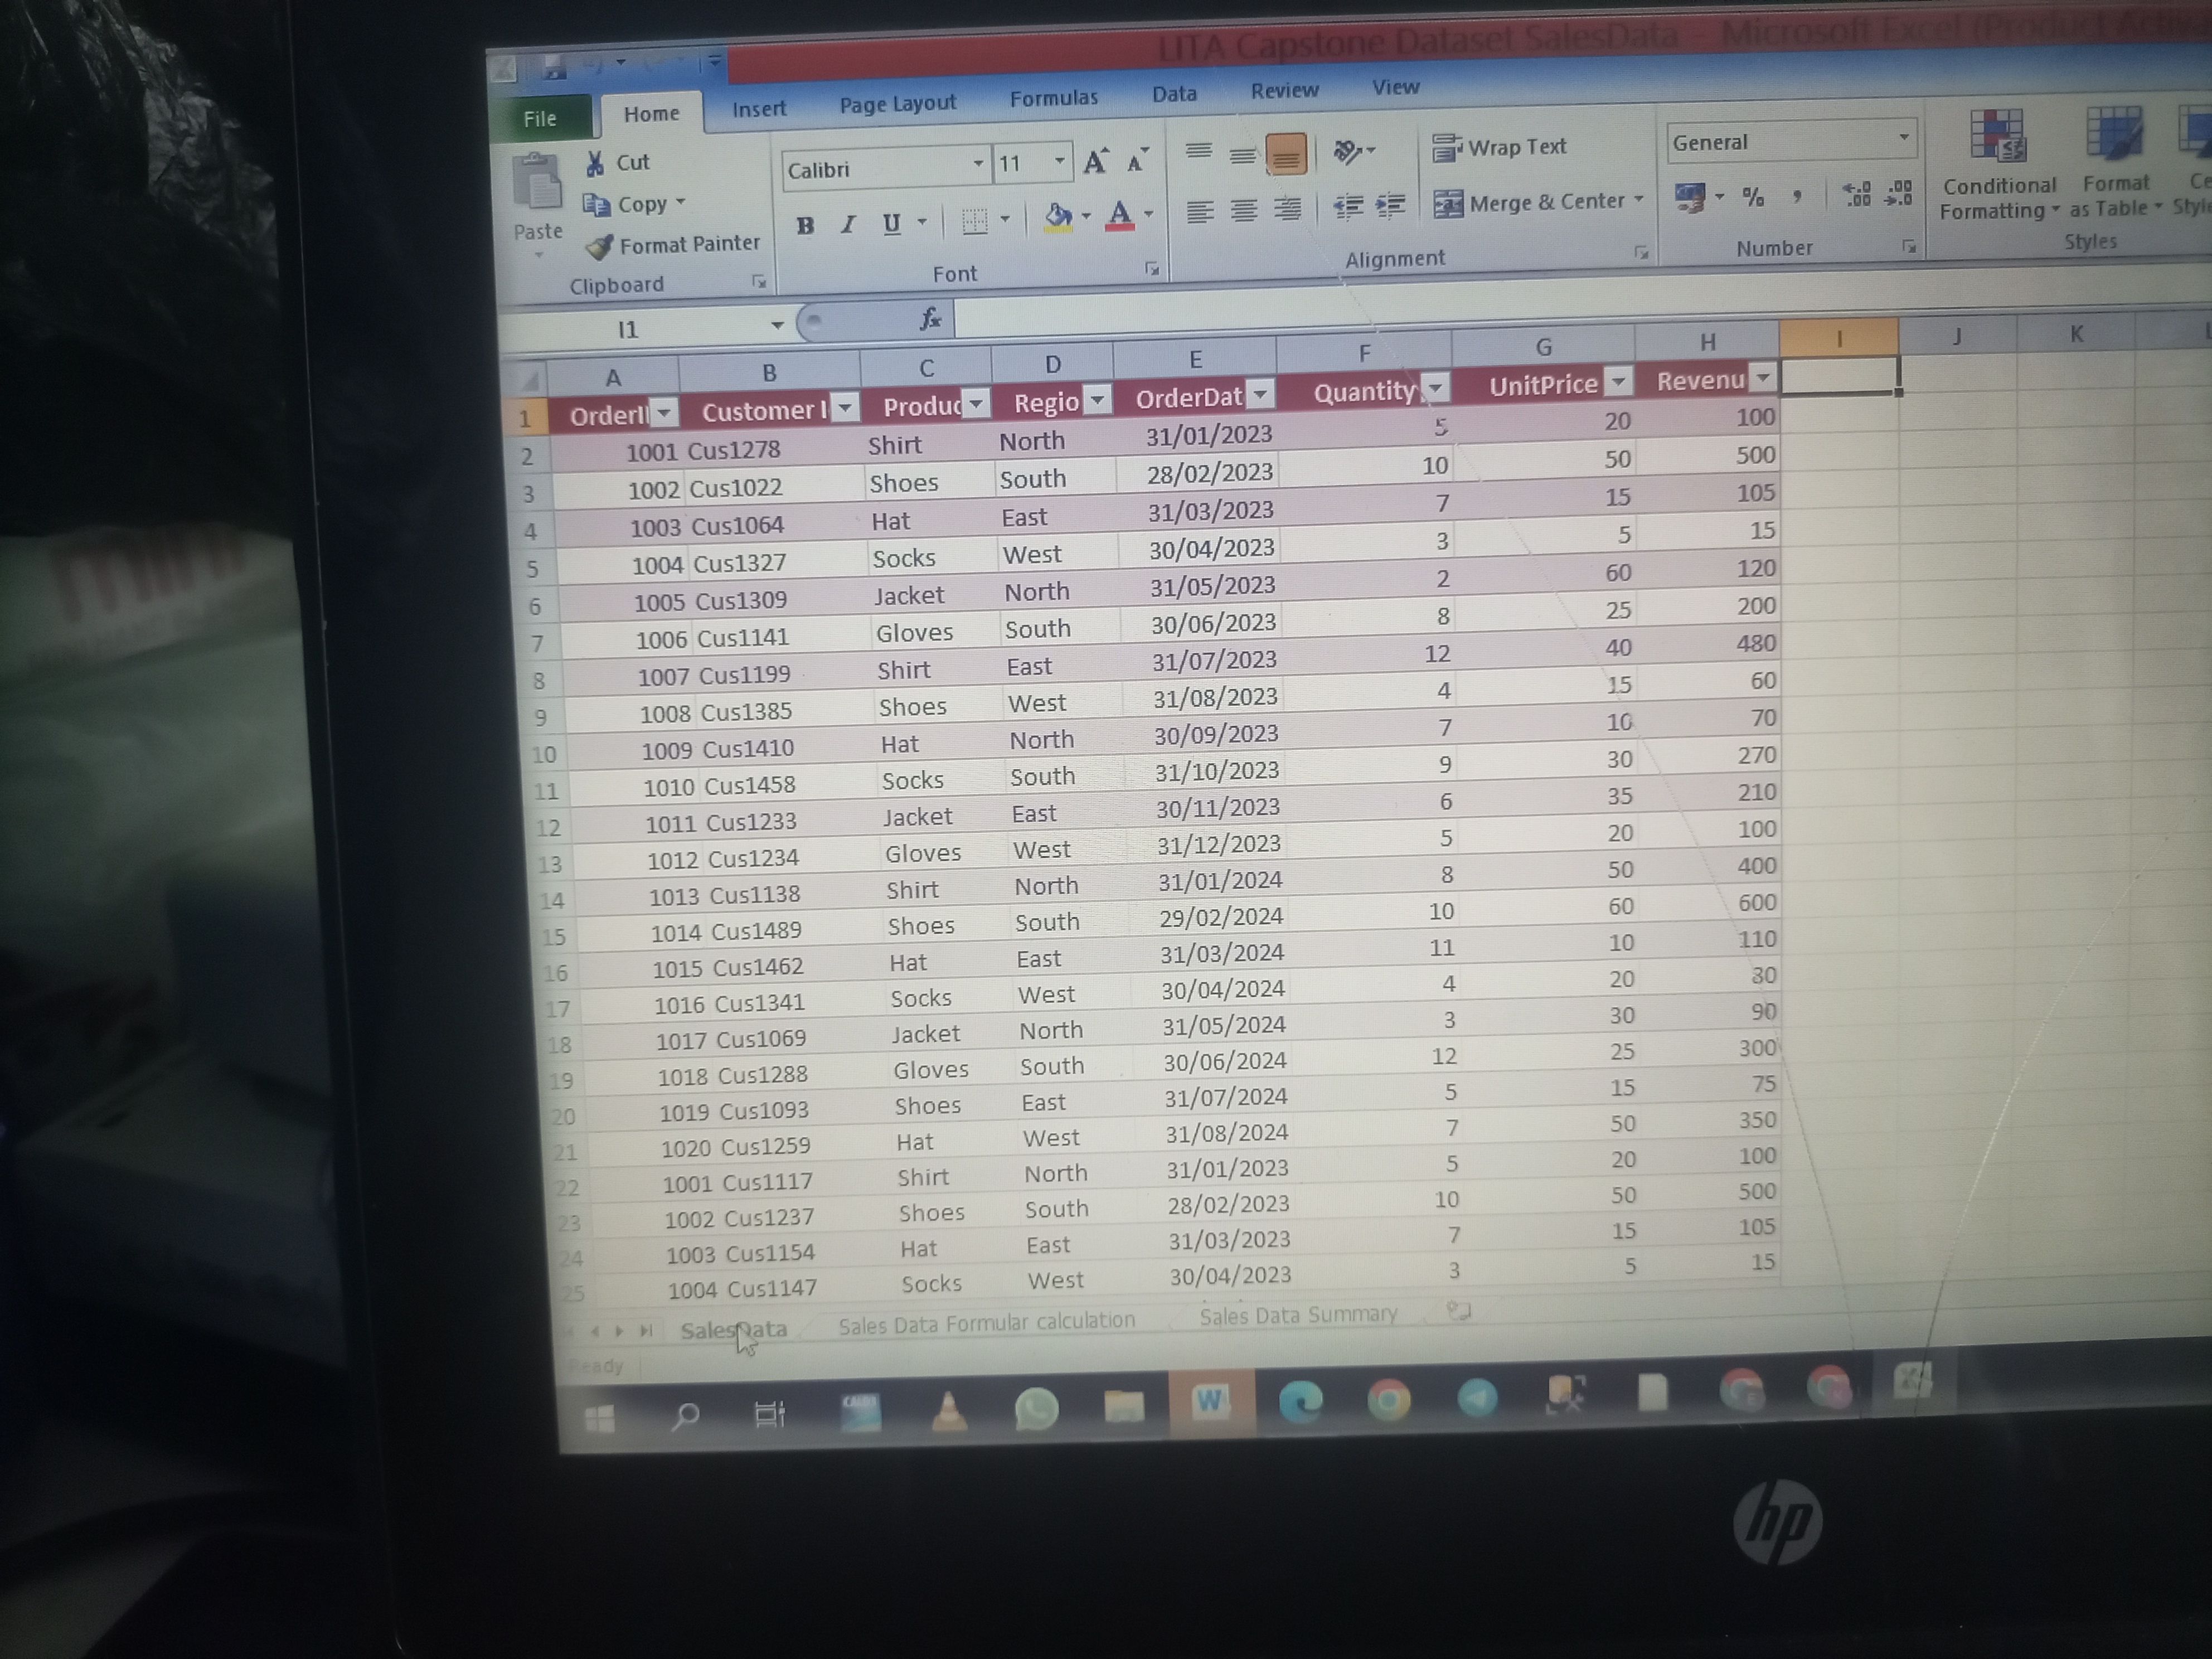 LITA Capstone Dataset SalesData - Microsoft Excel (Product Activa
File Home Insert Page Layout Formulas Data Review View
Paste
Cut
Copy
Format Painter
Clipboard
Calibri 11
B I U
Font
Wrap Text
Merge & Center
Alignment
General
%
Number
Conditional Formatting
Format as Table
Ce
Style
Styles
I1 fx
A B C D E F G H I J K L
1 OrderI Customer I Produc Regio OrderDat Quantity UnitPrice Revenu
2 1001 Cus1278 Shirt North 31/01/2023 5 20 100
3 1002 Cus1022 Shoes South 28/02/2023 10 50 500
4 1003 Cus1064 Hat East 31/03/2023 7 15 105
5 1004 Cus1327 Socks West 30/04/2023 3 5 15
6 1005 Cus1309 Jacket North 31/05/2023 2 60 120
7 1006 Cus1141 Gloves South 30/06/2023 8 25 200
8 1007 Cus1199 Shirt East 31/07/2023 12 40 480
9 1008 Cus1385 Shoes West 31/08/2023 4 15 60
10 1009 Cus1410 Hat North 30/09/2023 7 10 70
11 1010 Cus1458 Socks South 31/10/2023 9 30 270
12 1011 Cus1233 Jacket East 30/11/2023 6 35 210
13 1012 Cus1234 Gloves West 31/12/2023 5 20 100
14 1013 Cus1138 Shirt North 31/01/2024 8 50 400
15 1014 Cus1489 Shoes South 29/02/2024 10 60 600
16 1015 Cus1462 Hat East 31/03/2024 11 10 110
17 1016 Cus1341 Socks West 30/04/2024 4 20 80
18 1017 Cus1069 Jacket North 31/05/2024 3 30 90
19 1018 Cus1288 Gloves South 30/06/2024 12 25 300
20 1019 Cus1093 Shoes East 31/07/2024 5 15 75
21 1020 Cus1259 Hat West 31/08/2024 7 50 350
22 1001 Cus1117 Shirt North 31/01/2023 5 20 100
23 1002 Cus1237 Shoes South 28/02/2023 10 50 500
24 1003 Cus1154 Hat East 31/03/2023 7 15 105
25 1004 Cus1147 Socks West 30/04/2023 3 5 15
SalesData Sales Data Formular calculation Sales Data Summary
Ready
hp
mini